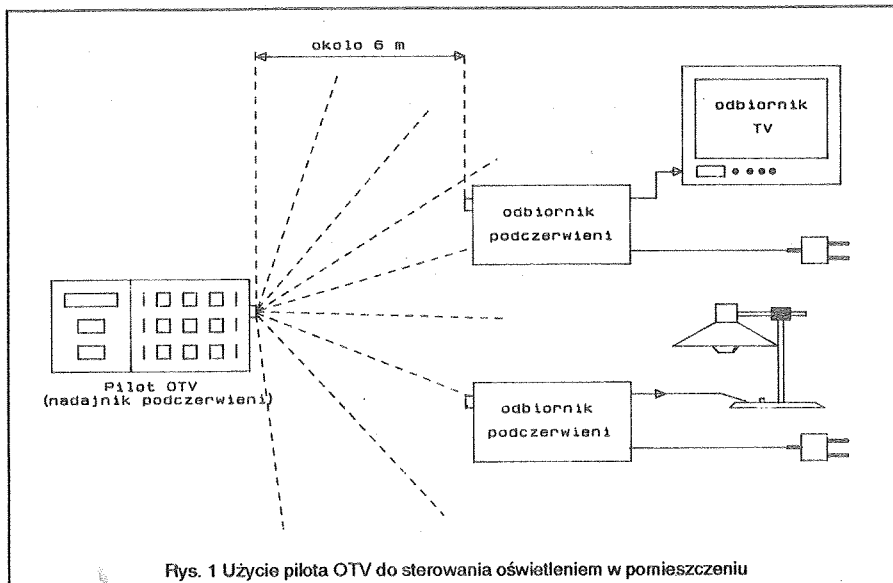 około 6 m
odbiornik
TV
odbiornik
podczerwieni
Pilot OTV
(nadajnik podczerwieni)
odbiornik
podczerwieni
Rys. 1 Użycie pilota OTV do sterowania oświetleniem w pomieszczeniu